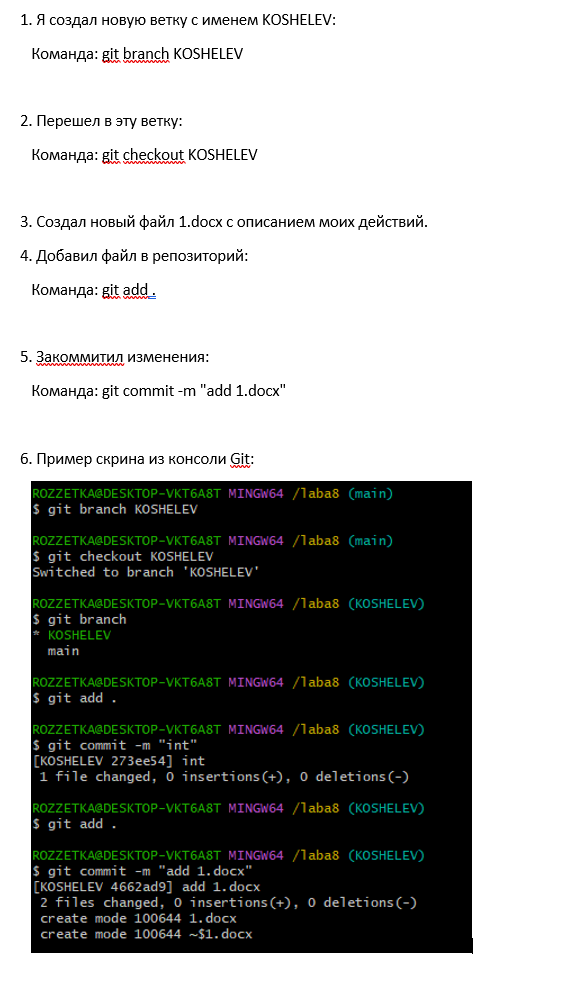 1. Я создал новую ветку с именем KOSHELEV:
Команда: git branch KOSHELEV
2. Перешел в эту ветку:
Команда: git checkout KOSHELEV
3. Создал новый файл 1.docx с описанием моих действий.
4. Добавил файл в репозиторий:
Команда: git add .
5. Закоммитил изменения:
Команда: git commit -m "add 1.docx"
6. Пример скрина из консоли Git:
ROZZETKA@DESKTOP-VKT6A8T MINGW64 /laba8 (main)
$ git branch KOSHELEV
ROZZETKA@DESKTOP-VKT6A8T MINGW64 /laba8 (main)
$ git checkout KOSHELEV
Switched to branch 'KOSHELEV'
ROZZETKA@DESKTOP-VKT6A8T MINGW64 /laba8 (KOSHELEV)
$ git branch
* KOSHELEV
main
ROZZETKA@DESKTOP-VKT6A8T MINGW64 /laba8 (KOSHELEV)
$ git add .
ROZZETKA@DESKTOP-VKT6A8T MINGW64 /laba8 (KOSHELEV)
$ git commit -m "int"
[KOSHELEV 273ee54] int
1 file changed, 0 insertions(+), 0 deletions(-)
ROZZETKA@DESKTOP-VKT6A8T MINGW64 /laba8 (KOSHELEV)
$ git add .
ROZZETKA@DESKTOP-VKT6A8T MINGW64 /laba8 (KOSHELEV)
$ git commit -m "add 1.docx"
[KOSHELEV 4662ad9] add 1.docx
2 files changed, 0 insertions(+), 0 deletions(-)
create mode 100644 1.docx
create mode 100644 ~$1.docx